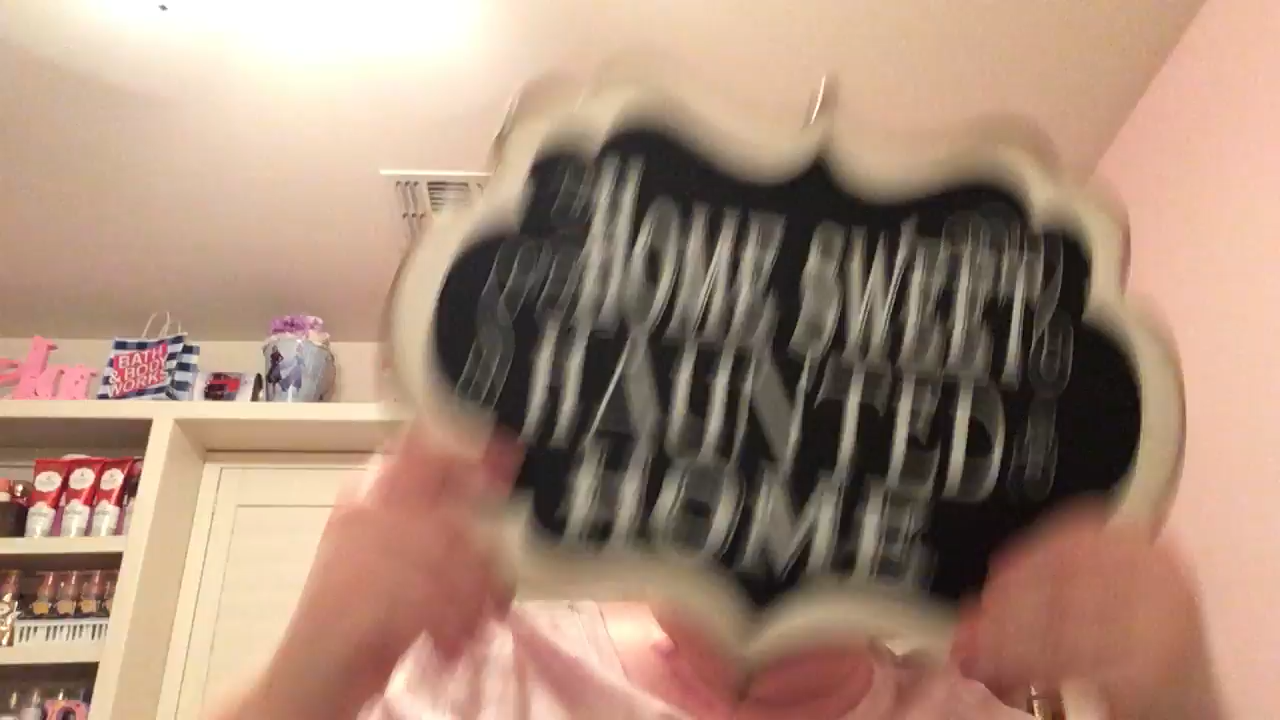 HOME SWEET
HAUNTED
HOME
BATH
& BODY
WORKS